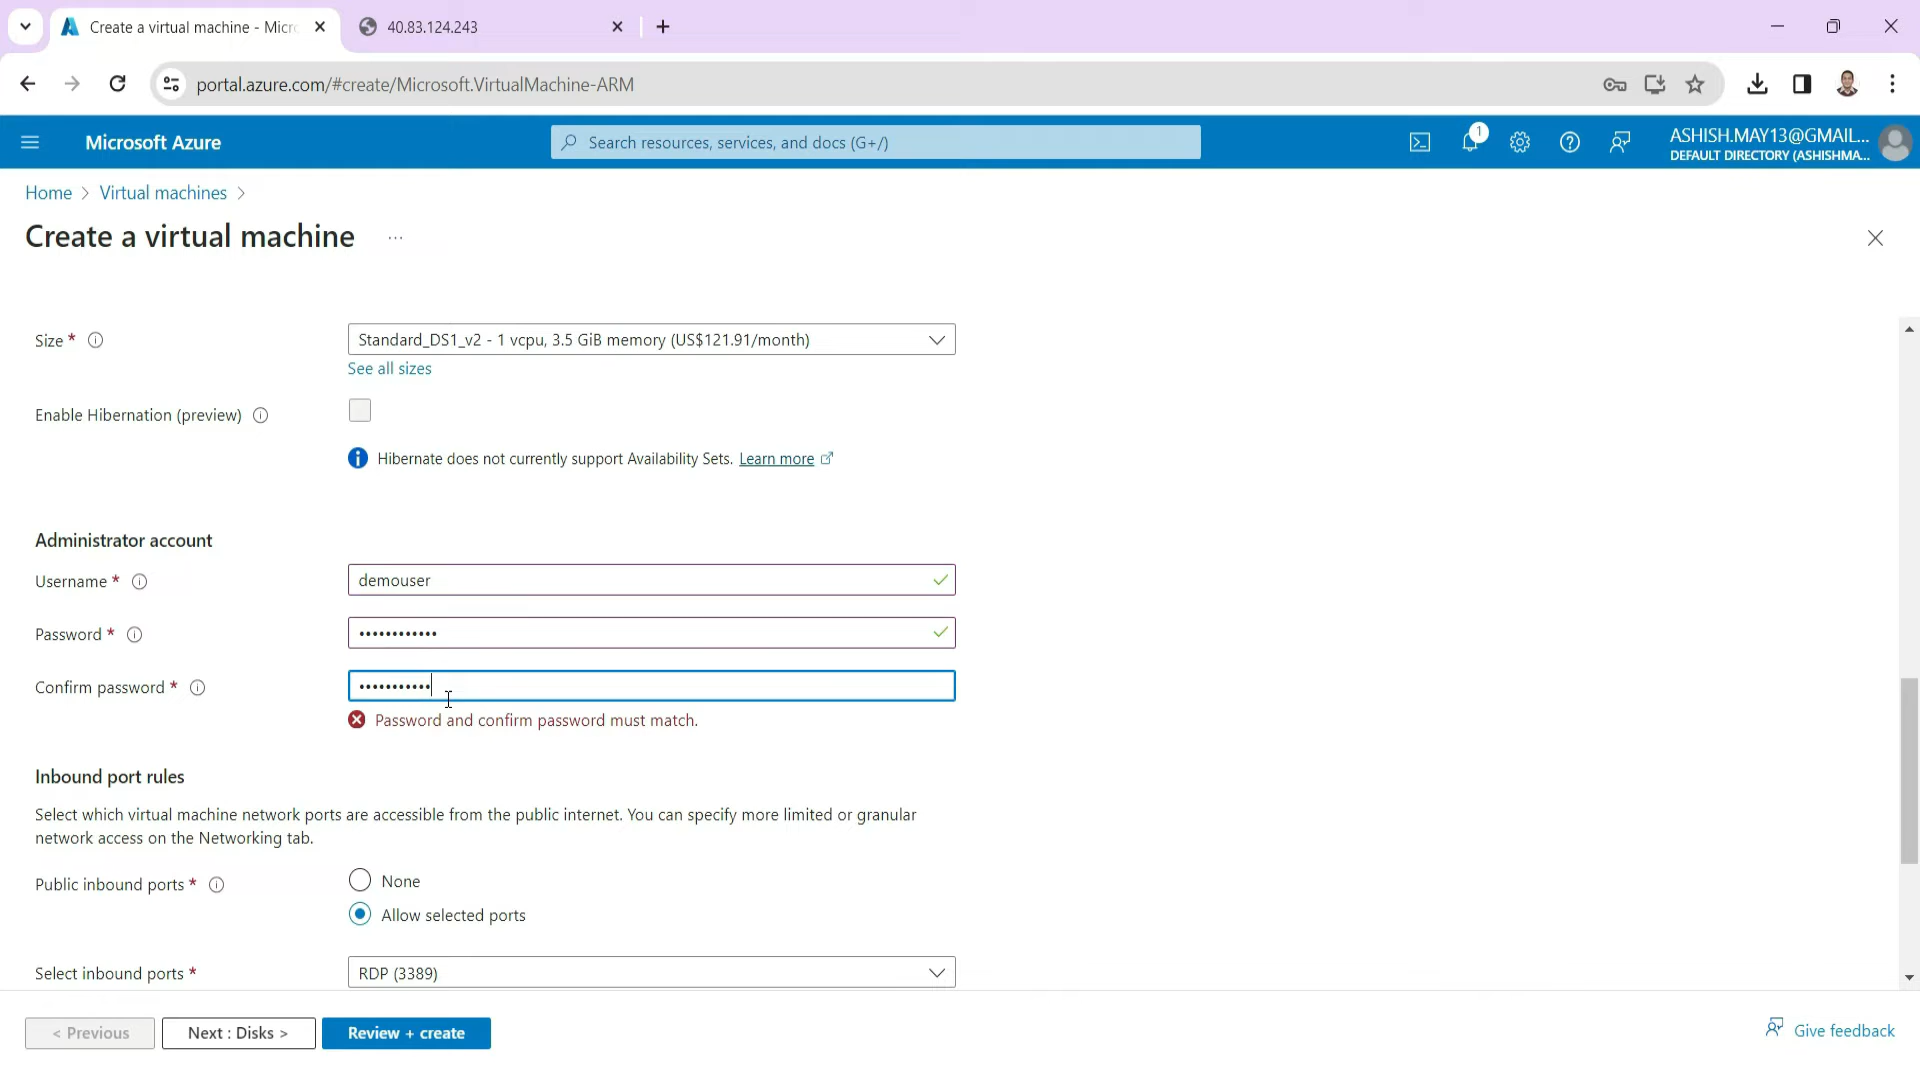 Create a virtual machine - Micro
40.83.124.243
portal.azure.com/#create/Microsoft.VirtualMachine-ARM
Microsoft Azure
Search resources, services, and docs (G+/)
1
ASHISH.MAY13@GMAIL...
DEFAULT DIRECTORY (ASHISHMA...
Home > Virtual machines >
Create a virtual machine ...
Size *
Standard_DS1_v2 - 1 vcpu, 3.5 GiB memory (US$121.91/month)
See all sizes
Enable Hibernation (preview)
Hibernate does not currently support Availability Sets. Learn more
Administrator account
Username *
demouser
Password *
••••••••••••
Confirm password *
•••••••••••
Password and confirm password must match.
Inbound port rules
Select which virtual machine network ports are accessible from the public internet. You can specify more limited or granular
network access on the Networking tab.
Public inbound ports *
None
Allow selected ports
Select inbound ports *
RDP (3389)
< Previous
Next : Disks >
Review + create
Give feedback